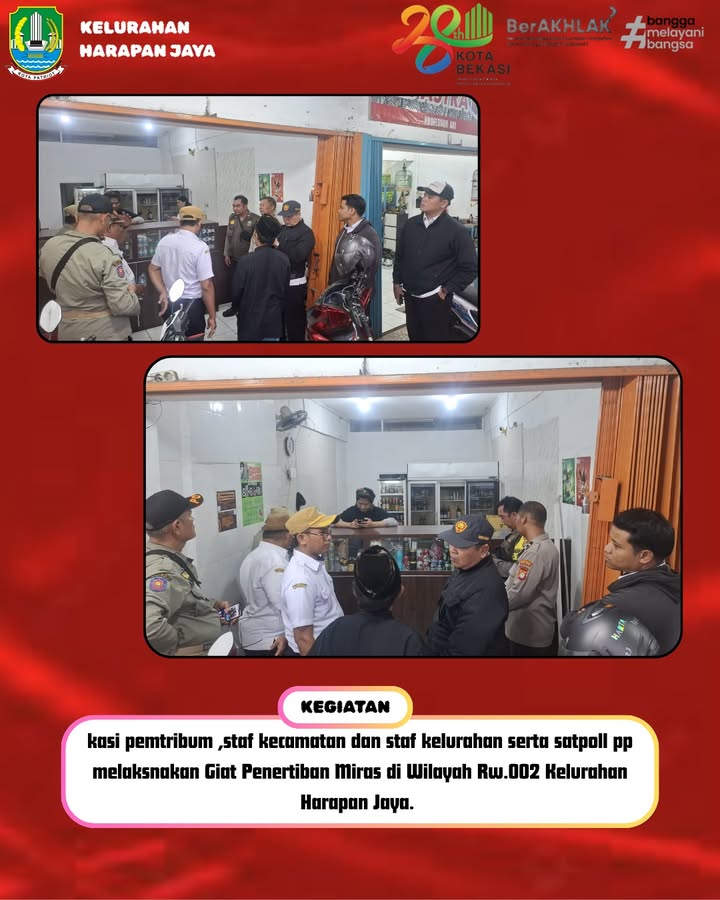 KELURAHAN
HARAPAN JAYA
KOTA PATRIOT
28th
KOTA
BEKASI
BerAKHLAK
#bangga
melayani
bangsa
KEGIATAN
kasi pemtribum ,staf kecamatan dan staf kelurahan serta satpoll pp
melaksnakan Giat Penertiban Miras di Wilayah Rw.002 Kelurahan
Harapan Jaya.